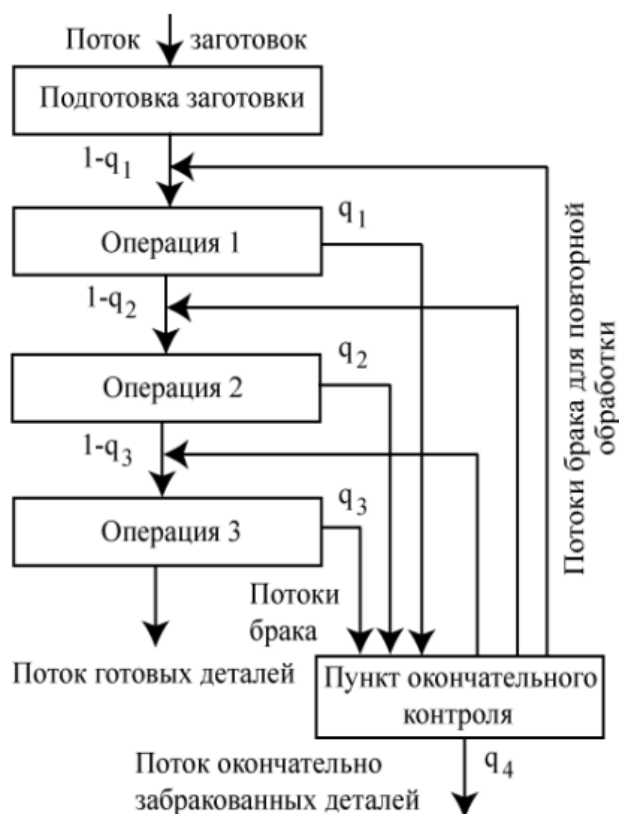 Поток заготовок
Подготовка заготовки
1-q1
Операция 1
q1
1-q2
Операция 2
q2
1-q3
Операция 3
q3
Потоки
брака
Поток готовых деталей
Пункт окончательного
контроля
Поток окончательно
забракованных деталей
q4
Потоки брака для повторной
обработки